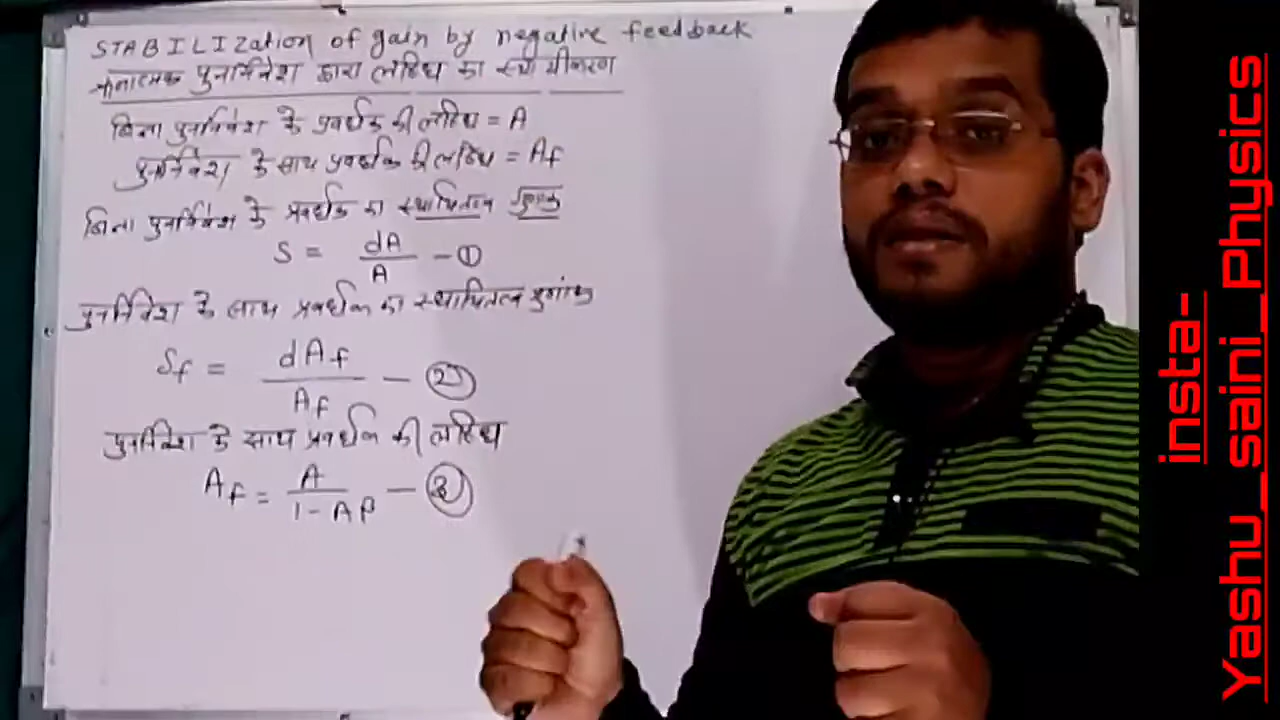 STABILIZation of gain by negative feedback
ऋनात्मक पुनर्निवेश द्वारा लब्धि का स्थायीकरण
बिना पुनर्निवेश के प्रवर्धक की लब्धि = A
पुनर्निवेश के साथ प्रवर्धक की लब्धि = Af
बिना पुनर्निवेश के प्रवर्धक का स्थायित्व गुणांक
S = dA/A - ①
पुनर्निवेश के साथ प्रवर्धक का स्थायित्व गुणांक
Sf = dAf/Af - ②
पुनर्निवेश के साथ प्रवर्धक की लब्धि
Af = A/1-Aβ - ③
insta-
Yashu_saini_Physics